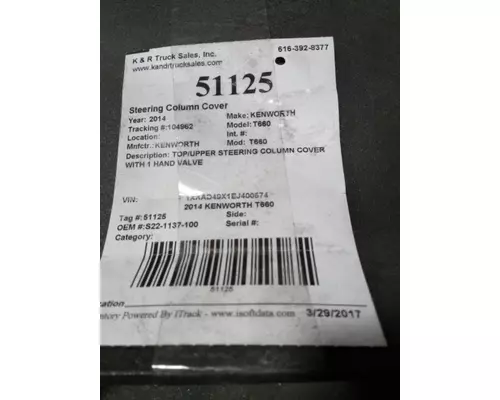 K & R Truck Sales, Inc. 616-392-8377
www.kandrtrucksales.com
51125
Steering Column Cover
Year: 2014 Make: KENWORTH
Tracking #:104962 Model: T660
Location: Int. #:
Mnfctr.: KENWORTH Mod: T660
Description: TOP/UPPER STEERING COLUMN COVER
WITH 1 HAND VALVE
VIN:
2014 KENWORTH T660
Tag #: 51125 Side:
OEM #: S22-1137-100 Serial #:
Category:
51125
Powered By ITrack - www.isoftdata.com 3/29/2017